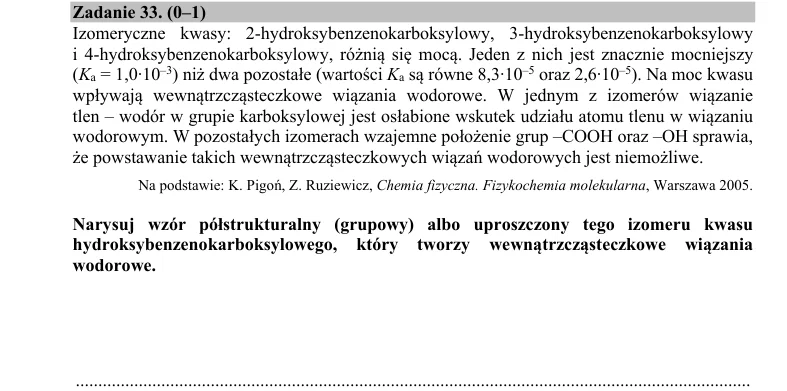 Zadanie 33. (0–1)
Izomeryczne kwasy: 2-hydroksybenzenokarboksylowy, 3-hydroksybenzenokarboksylowy
i 4-hydroksybenzenokarboksylowy, różnią się mocą. Jeden z nich jest znacznie mocniejszy
(Kₐ = 1,0·10⁻³) niż dwa pozostałe (wartości Kₐ są równe 8,3·10⁻⁵ oraz 2,6·10⁻⁵). Na moc kwasu
wpływają wewnątrzcząsteczkowe wiązania wodorowe. W jednym z izomerów wiązanie
tlen – wodór w grupie karboksylowej jest osłabione wskutek udziału atomu tlenu w wiązaniu
wodorowym. W pozostałych izomerach wzajemne położenie grup –COOH oraz –OH sprawia,
że powstawanie takich wewnątrzcząsteczkowych wiązań wodorowych jest niemożliwe.
Na podstawie: K. Pigoń, Z. Ruziewicz, Chemia fizyczna. Fizykochemia molekularna, Warszawa 2005.
Narysuj wzór półstrukturalny (grupowy) albo uproszczony tego izomeru kwasu
hydroksybenzenokarboksylowego, który tworzy wewnątrzcząsteczkowe wiązania
wodorowe.